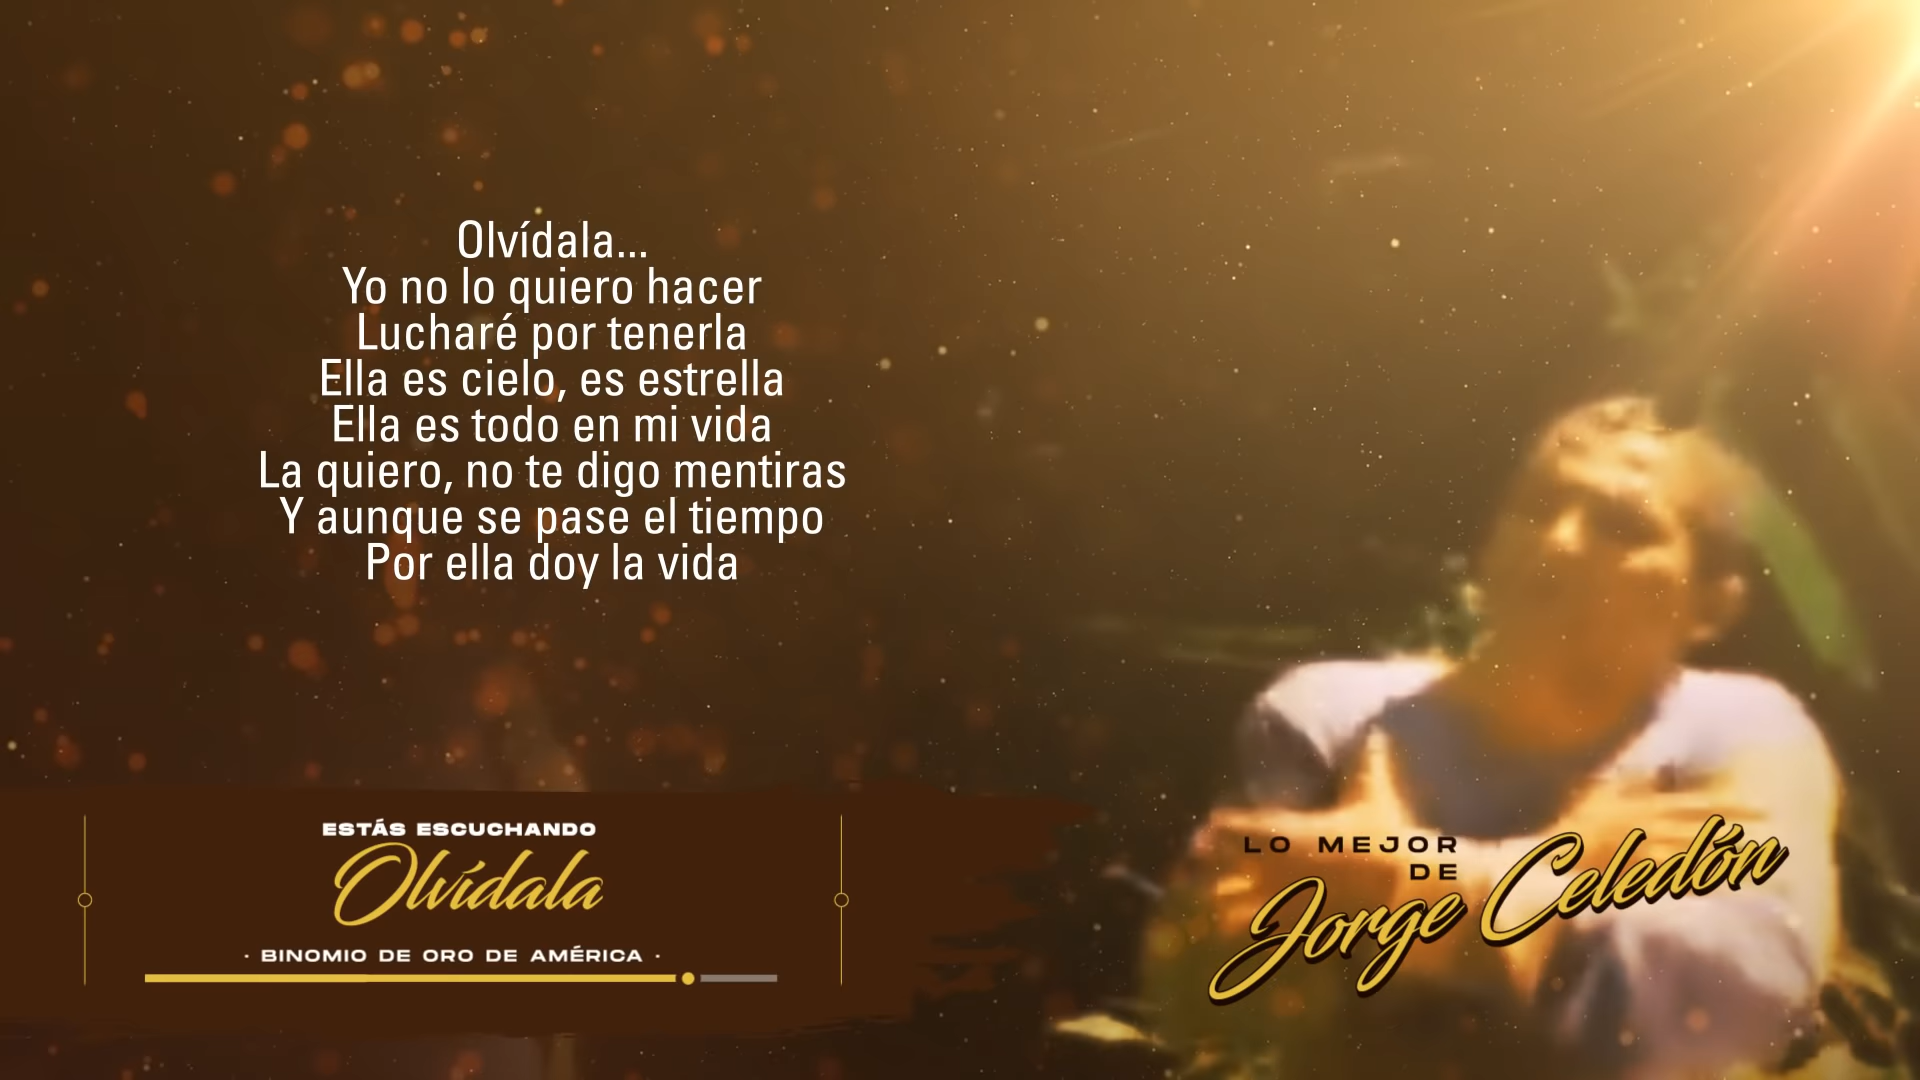 Olvídala...
Yo no lo quiero hacer
Lucharé por tenerla
Ella es cielo, es estrella
Ella es todo en mi vida
La quiero, no te digo mentiras
Y aunque se pase el tiempo
Por ella doy la vida
ESTÁS ESCUCHANDO
Olvídala
· BINOMIO DE ORO DE AMÉRICA ·
LO MEJOR
DE
Jorge Celedón